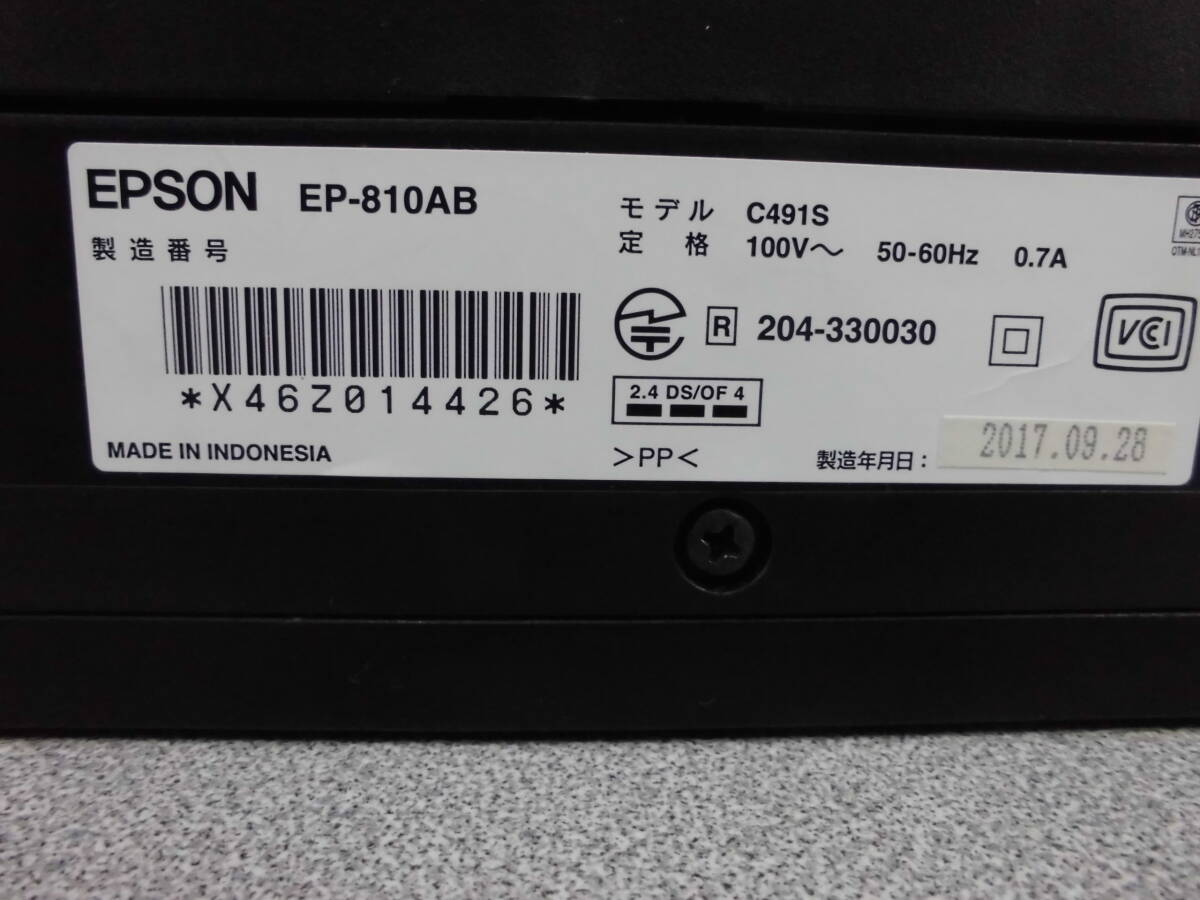 EPSON EP-810AB
製造番号
*X46Z014426*
MADE IN INDONESIA
モデル C491S
定格 100V～ 50-60Hz 0.7A
R 204-330030
2.4 DS/OF 4
>PP<
製造年月日： 2017.09.28
VCCI